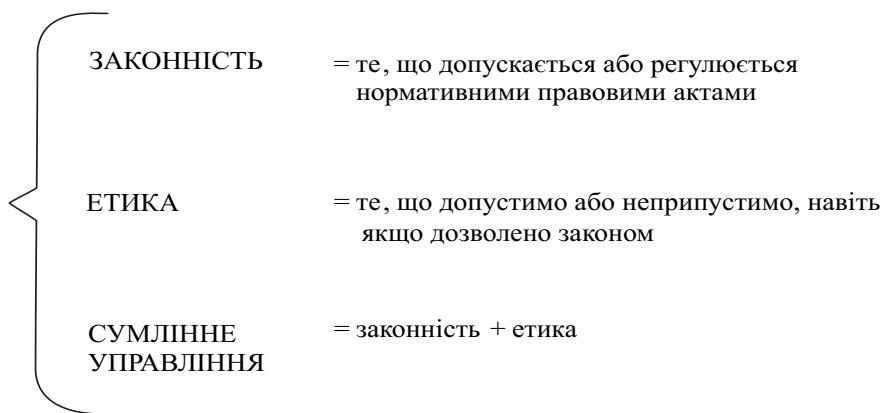 ЗАКОННІСТЬ = те, що допускається або регулюється
нормативними правовими актами
ЕТИКА = те, що допустимо або неприпустимо, навіть
якщо дозволено законом
СУМЛІННЕ = законність + етика
УПРАВЛІННЯ